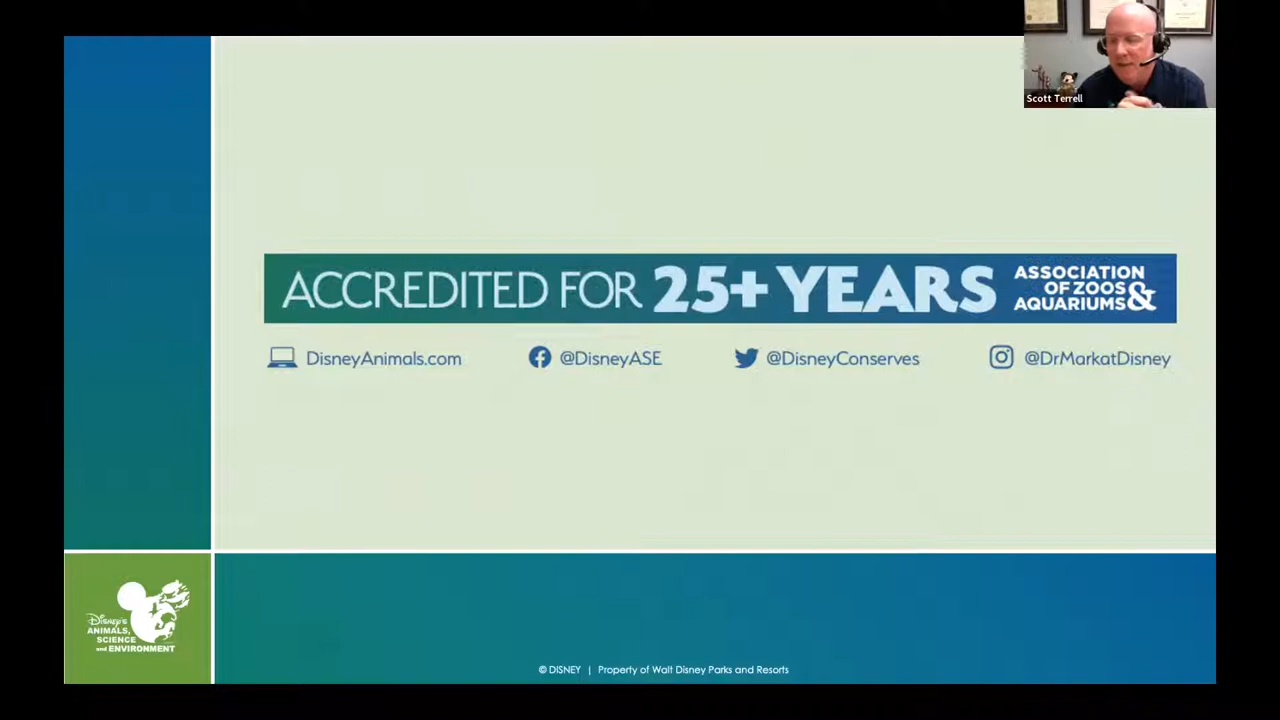 Scott Terrell
ACCREDITED FOR 25+ YEARS
ASSOCIATION
OF ZOOS
AQUARIUMS &
DisneyAnimals.com
@DisneyASE
@DisneyConserves
@DrMarkatDisney
Disney's
ANIMALS,
SCIENCE
and ENVIRONMENT
© DISNEY | Property of Walt Disney Parks and Resorts